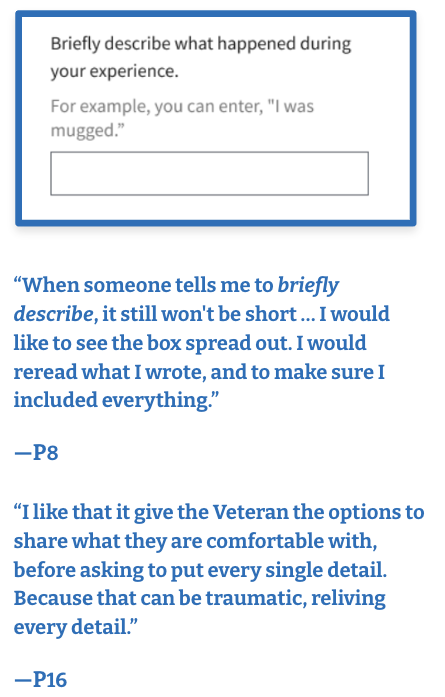 Briefly describe what happened during
your experience.
For example, you can enter, "I was
mugged.”
“When someone tells me to briefly
describe, it still won't be short ... I would
like to see the box spread out. I would
reread what I wrote, and to make sure I
included everything.”
—P8
“I like that it give the Veteran the options to
share what they are comfortable with,
before asking to put every single detail.
Because that can be traumatic, reliving
every detail.”
—P16